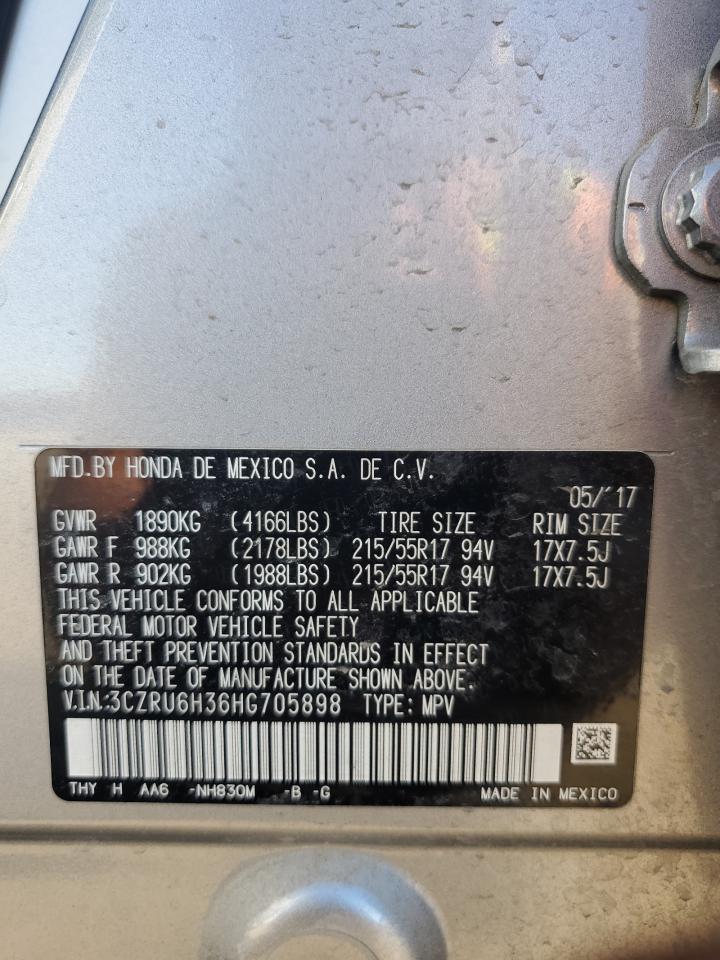 MFD.BY HONDA DE MEXICO S.A. DE C.V.
05/'17
GVWR 1890KG (4166LBS) TIRE SIZE RIM SIZE
GAWR F 988KG (2178LBS) 215/55R17 94V 17X7.5J
GAWR R 902KG (1988LBS) 215/55R17 94V 17X7.5J
THIS VEHICLE CONFORMS TO ALL APPLICABLE
FEDERAL MOTOR VEHICLE SAFETY
AND THEFT PREVENTION STANDARDS IN EFFECT
ON THE DATE OF MANUFACTURE SHOWN ABOVE.
V.I.N.:3CZRU6H36HG705898 TYPE: MPV
THY H AA6 -NH830M -B -G MADE IN MEXICO